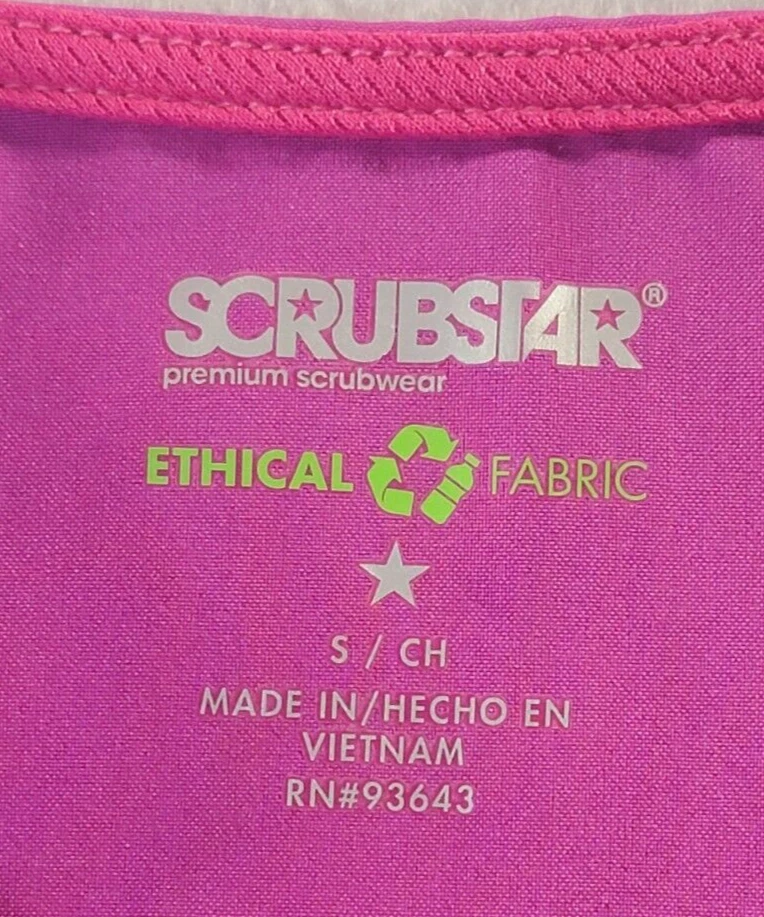 SCRUBSTAR®
premium scrubwear
ETHICAL FABRIC
S / CH
MADE IN/HECHO EN
VIETNAM
RN#93643